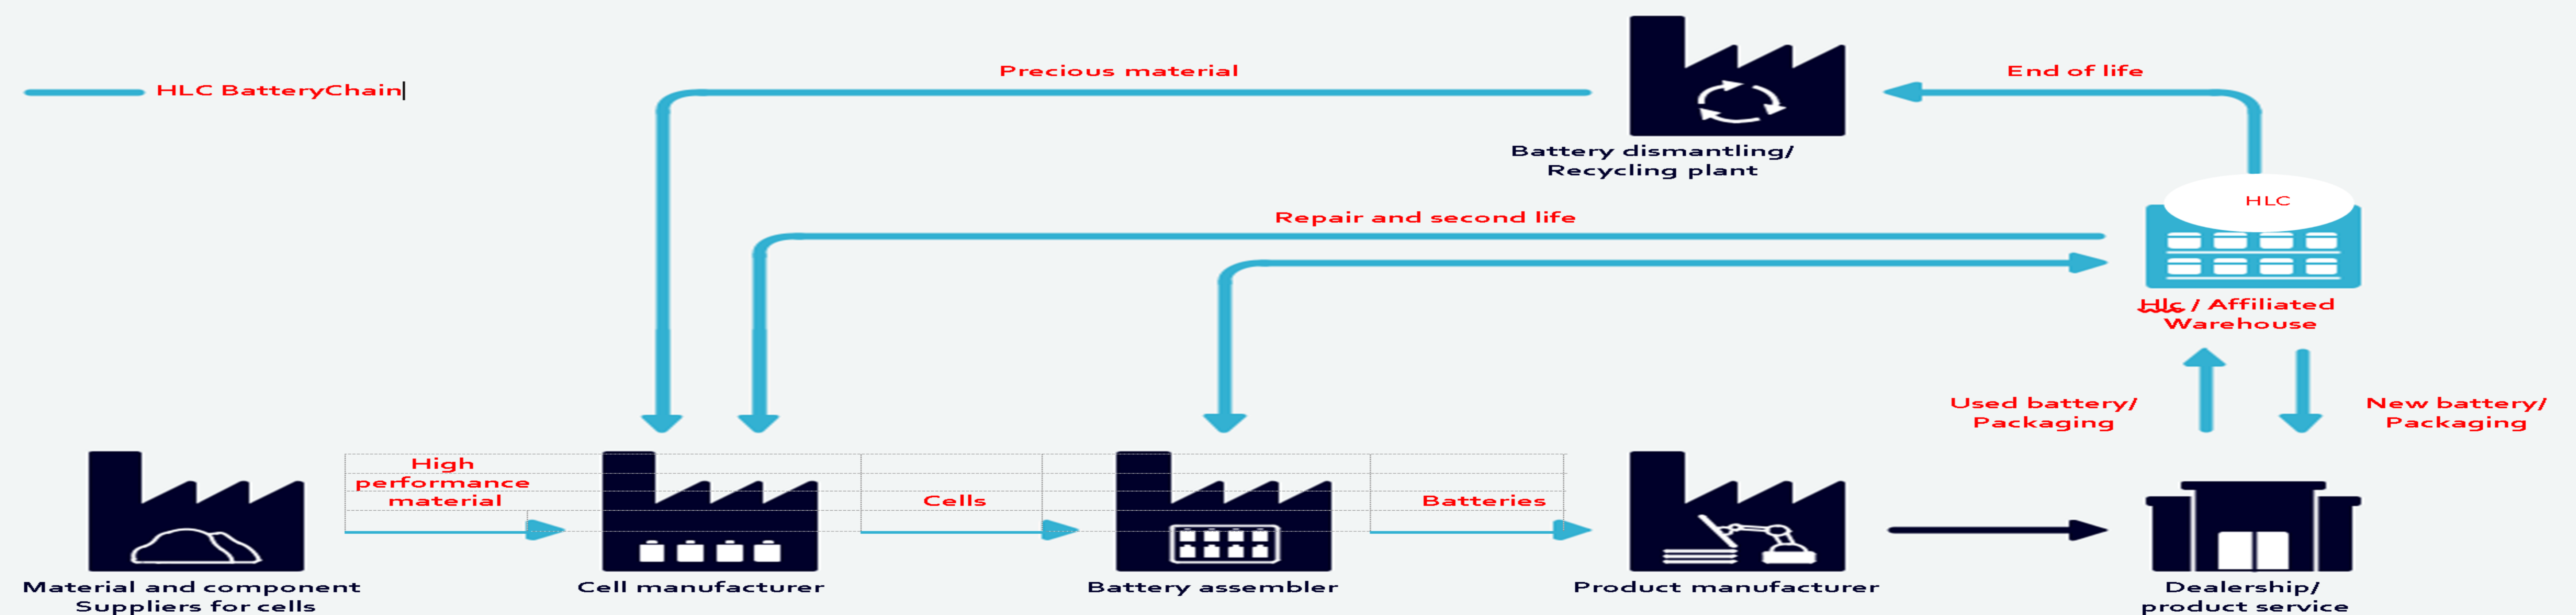 HLC BatteryChain
Precious material
End of life
Battery dismantling/
Recycling plant
HLC
Repair and second life
Hlc / Affiliated
Warehouse
Used battery/
Packaging
New battery/
Packaging
High
performance
material
Cells
Batteries
Material and component
Suppliers for cells
Cell manufacturer
Battery assembler
Product manufacturer
Dealership/
product service